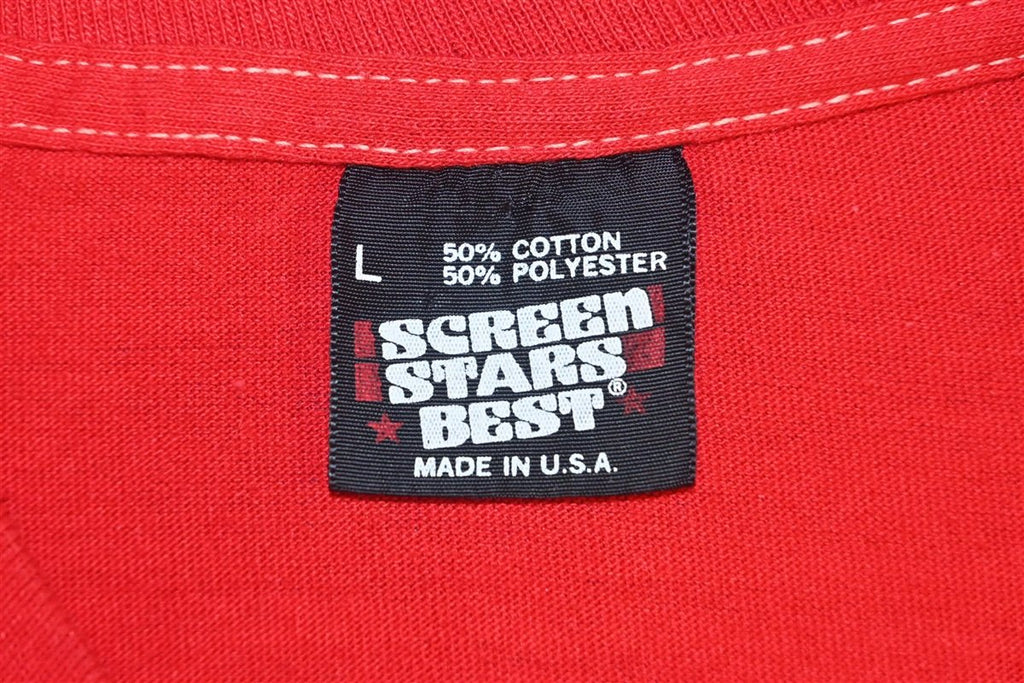 L
50% COTTON
50% POLYESTER
SCREEN
STARS
BEST®
MADE IN U.S.A.